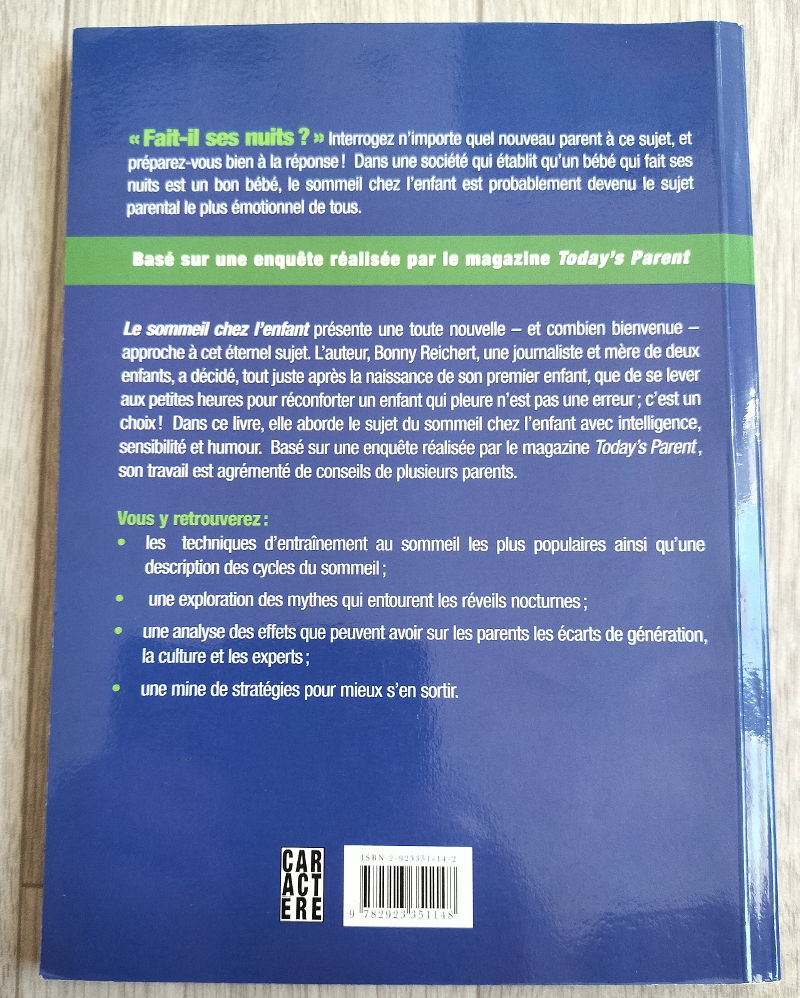 « Fait-il ses nuits ? » Interrogez n'importe quel nouveau parent à ce sujet, et
préparez-vous bien à la réponse ! Dans une société qui établit qu'un bébé qui fait ses
nuits est un bon bébé, le sommeil chez l'enfant est probablement devenu le sujet
parental le plus émotionnel de tous.
Basé sur une enquête réalisée par le magazine Today's Parent
Le sommeil chez l'enfant présente une toute nouvelle – et combien bienvenue –
approche à cet éternel sujet. L'auteur, Bonny Reichert, une journaliste et mère de deux
enfants, a décidé, tout juste après la naissance de son premier enfant, que de se lever
aux petites heures pour réconforter un enfant qui pleure n'est pas une erreur ; c'est un
choix ! Dans ce livre, elle aborde le sujet du sommeil chez l'enfant avec intelligence,
sensibilité et humour. Basé sur une enquête réalisée par le magazine Today's Parent,
son travail est agrémenté de conseils de plusieurs parents.
Vous y retrouverez :
• les techniques d'entraînement au sommeil les plus populaires ainsi qu'une
description des cycles du sommeil ;
• une exploration des mythes qui entourent les réveils nocturnes ;
• une analyse des effets que peuvent avoir sur les parents les écarts de génération,
la culture et les experts ;
• une mine de stratégies pour mieux s'en sortir.
CAR
ACT
ERE
ISBN 2-923351-14-2
9 782923 351148